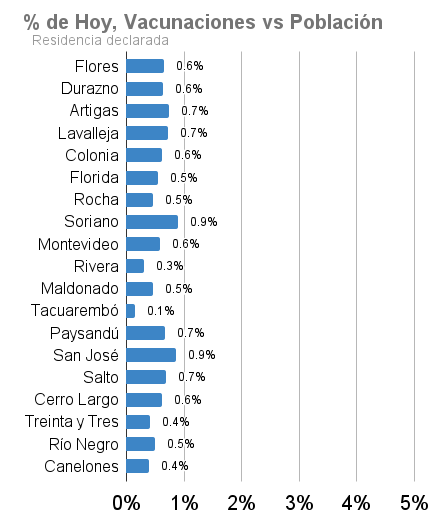 % de Hoy, Vacunaciones vs Población
Residencia declarada
Flores 0.6%
Durazno 0.6%
Artigas 0.7%
Lavalleja 0.7%
Colonia 0.6%
Florida 0.5%
Rocha 0.5%
Soriano 0.9%
Montevideo 0.6%
Rivera 0.3%
Maldonado 0.5%
Tacuarembó 0.1%
Paysandú 0.7%
San José 0.9%
Salto 0.7%
Cerro Largo 0.6%
Treinta y Tres 0.4%
Río Negro 0.5%
Canelones 0.4%
0% 1% 2% 3% 4% 5%